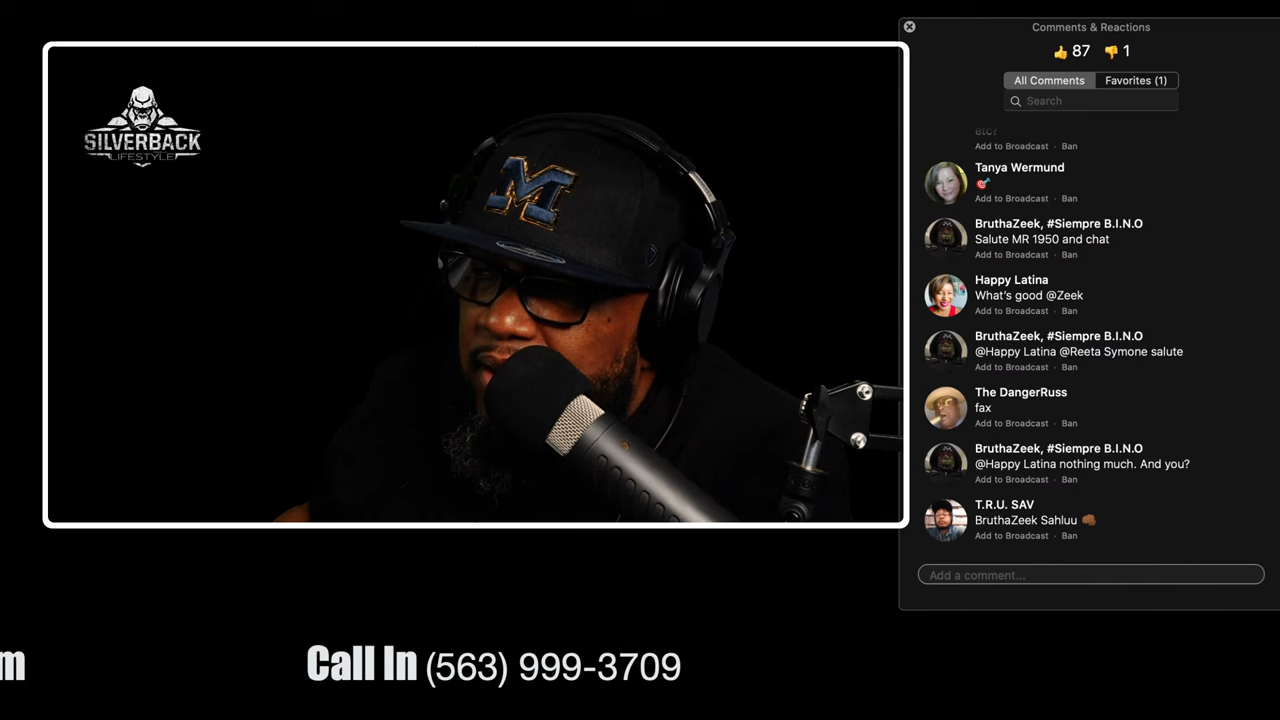 SILVERBACK
LIFESTYLE
M
Comments & Reactions
👍 87 👎 1
All Comments Favorites (1)
Search
etc?
Add to Broadcast · Ban
Tanya Wermund
🎯
Add to Broadcast · Ban
BruthaZeek, #Siempre B.I.N.O
Salute MR 1950 and chat
Add to Broadcast · Ban
Happy Latina
What's good @Zeek
Add to Broadcast · Ban
BruthaZeek, #Siempre B.I.N.O
@Happy Latina @Reeta Symone salute
Add to Broadcast · Ban
The DangerRuss
fax
Add to Broadcast · Ban
BruthaZeek, #Siempre B.I.N.O
@Happy Latina nothing much. And you?
Add to Broadcast · Ban
T.R.U. SAV
BruthaZeek Sahluu 👊🏾
Add to Broadcast · Ban
Add a comment...
m
Call In (563) 999-3709